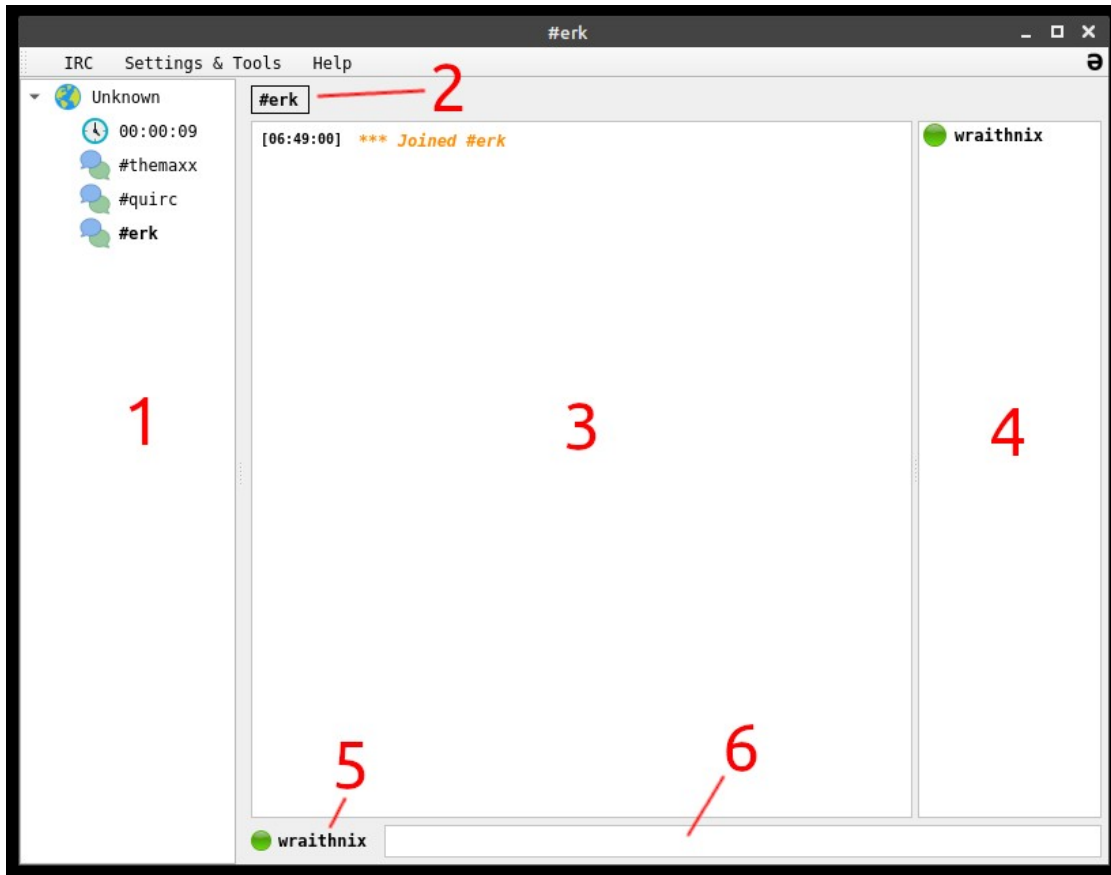 #erk
IRC Settings & Tools Help ə
Unknown
00:00:09
#themaxx
#quirc
#erk
1
#erk
2
[06:49:00] *** Joined #erk
3
wraithnix
4
5
wraithnix
6